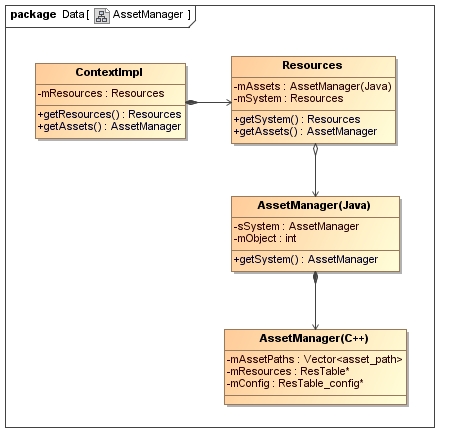 package Data[ AssetManager ]
ContextImpl
-mResources : Resources
+getResources() : Resources
+getAssets() : AssetManager
Resources
-mAssets : AssetManager(Java)
-mSystem : Resources
+getSystem() : Resources
+getAssets() : AssetManager
AssetManager(Java)
-sSystem : AssetManager
-mObject : int
+getSystem() : AssetManager
AssetManager(C++)
-mAssetPaths : Vector<asset_path>
-mResources : ResTable*
-mConfig : ResTable_config*